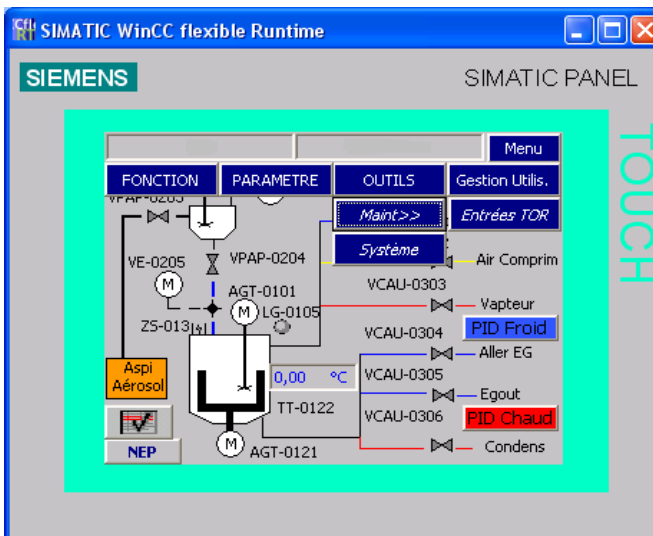 SIMATIC WinCC flexible Runtime
SIEMENS
SIMATIC PANEL
TOUCH
Menu
FONCTION PARAMETRE OUTILS Gestion Utilis.
Maint>> Entrées TOR
Système
VE-0205
VPAP-0204
Air Comprim
M
AGT-0101
VCAU-0303
M
LG-0105
Vapteur
ZS-013
VCAU-0304
PID Froid
Aller EG
Aspi
Aérosol
0,00 °C
VCAU-0305
Egout
TT-0122
VCAU-0306
PID Chaud
NEP
M
AGT-0121
Condens